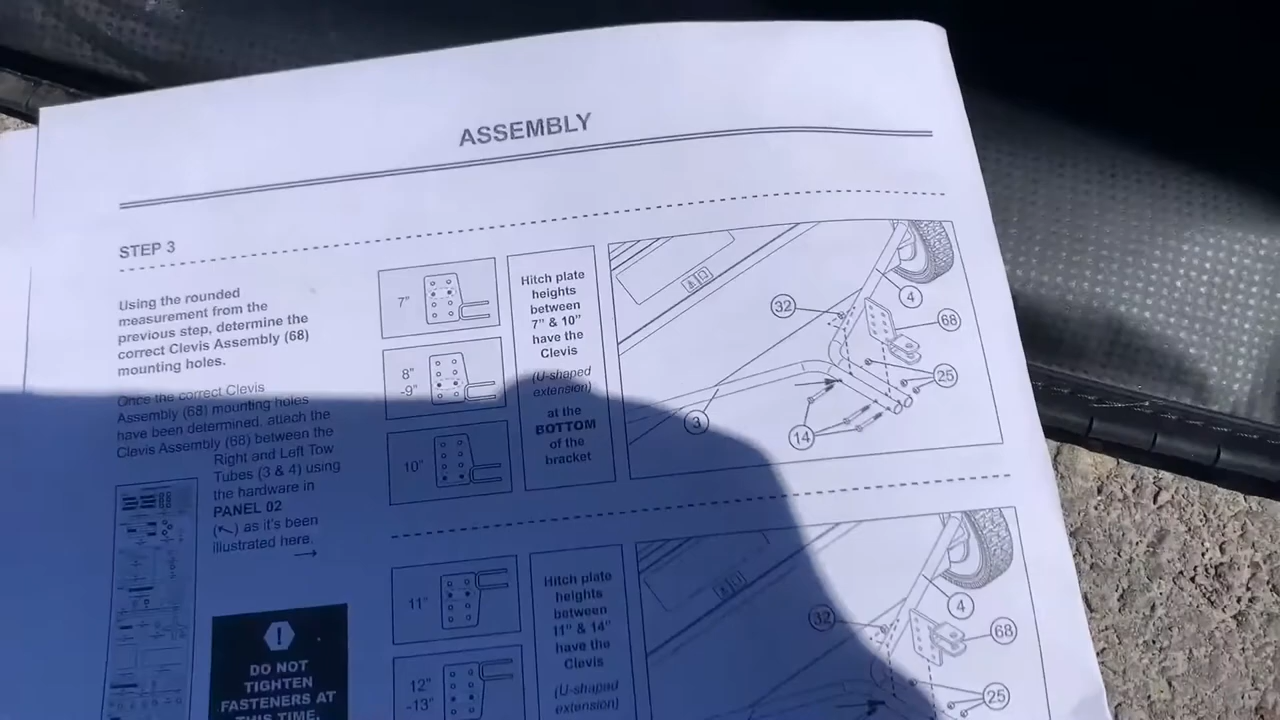 ASSEMBLY
STEP 3
Using the rounded
measurement from the
previous step, determine the
correct Clevis Assembly (68)
mounting holes.
Once the correct Clevis
Assembly (68) mounting holes
have been determined, attach the
Clevis Assembly (68) between the
Right and Left Tow
Tubes (3 & 4) using
the hardware in
PANEL 02
(↖) as it's been
illustrated here.
→
!
DO NOT
TIGHTEN
FASTENERS AT
THIS TIME.
7"
8"
-9"
10"
Hitch plate
heights
between
7" & 10"
have the
Clevis
(U-shaped
extension)
at the
BOTTOM
of the
bracket
32
4
68
25
3
14
11"
12"
-13"
Hitch plate
heights
between
11" & 14"
have the
Clevis
(U-shaped
extension)
32
4
68
25